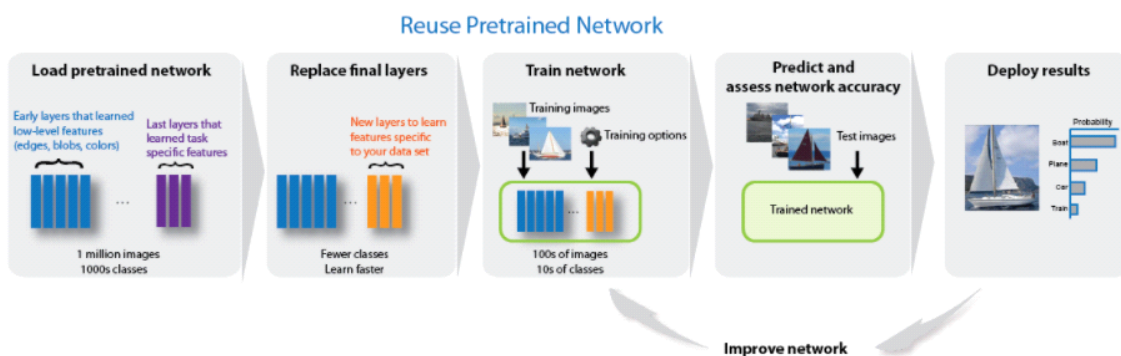 Reuse Pretrained Network
Load pretrained network
Early layers that learned
low-level features
(edges, blobs, colors)
Last layers that
learned task
specific features
...
1 million images
1000s classes
Replace final layers
New layers to learn
features specific
to your data set
...
Fewer classes
Learn faster
Train network
Training images
Training options
...
100s of images
10s of classes
Predict and
assess network accuracy
Test images
Trained network
Deploy results
Probability
Boat
Plane
Car
Train
Improve network